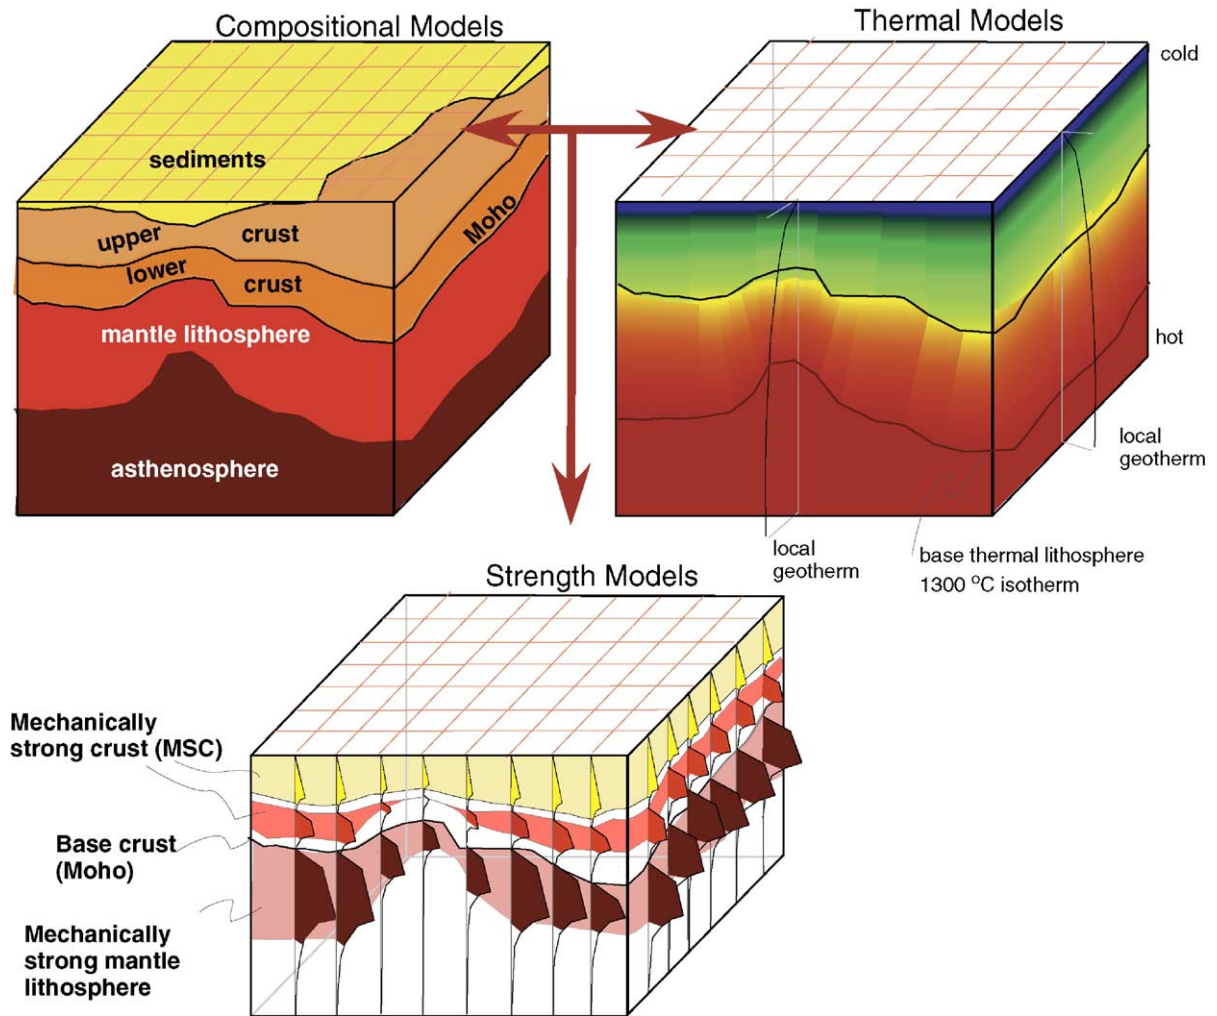 Compositional Models
Thermal Models
cold
sediments
Moho
upper crust
lower crust
mantle lithosphere
hot
asthenosphere
local
geotherm
local
geotherm
base thermal lithosphere
1300 °C isotherm
Strength Models
Mechanically
strong crust (MSC)
Base crust
(Moho)
Mechanically
strong mantle
lithosphere